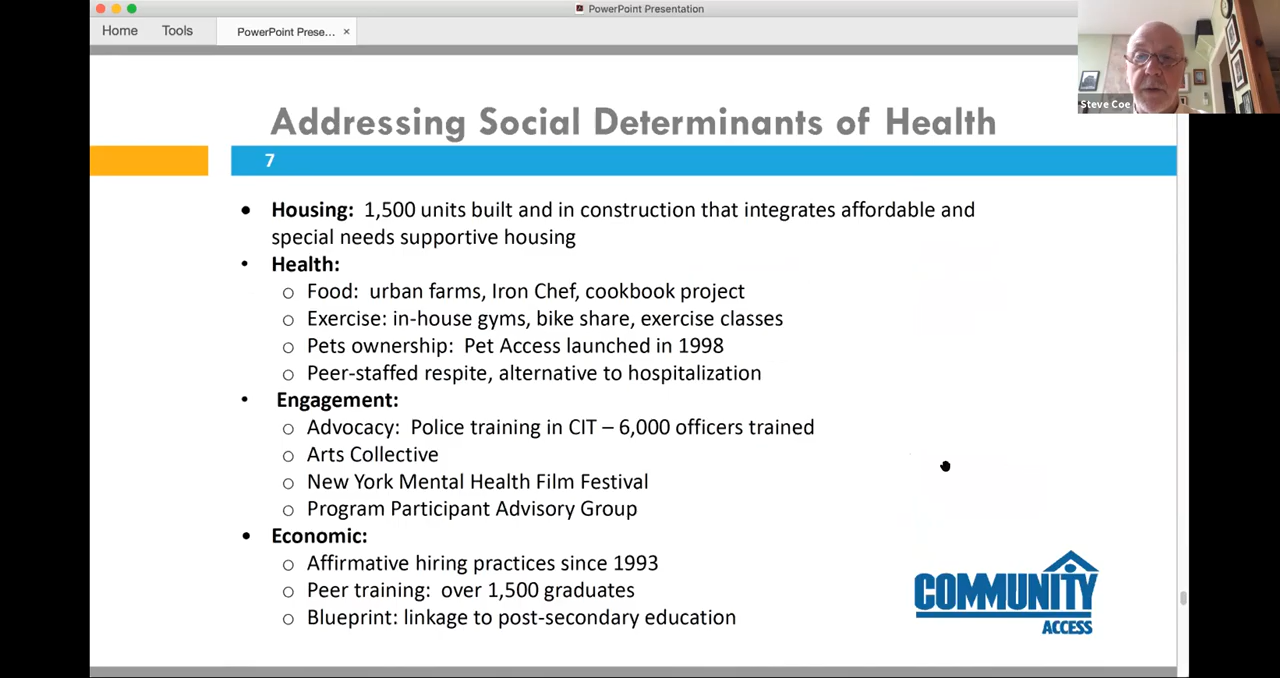 PowerPoint Presentation
Home Tools PowerPoint Prese... ×
Steve Coe
Addressing Social Determinants of Health
7
• Housing: 1,500 units built and in construction that integrates affordable and
special needs supportive housing
• Health:
o Food: urban farms, Iron Chef, cookbook project
o Exercise: in-house gyms, bike share, exercise classes
o Pets ownership: Pet Access launched in 1998
o Peer-staffed respite, alternative to hospitalization
• Engagement:
o Advocacy: Police training in CIT – 6,000 officers trained
o Arts Collective
o New York Mental Health Film Festival
o Program Participant Advisory Group
• Economic:
o Affirmative hiring practices since 1993
o Peer training: over 1,500 graduates
o Blueprint: linkage to post-secondary education
COMMUNITY
ACCESS